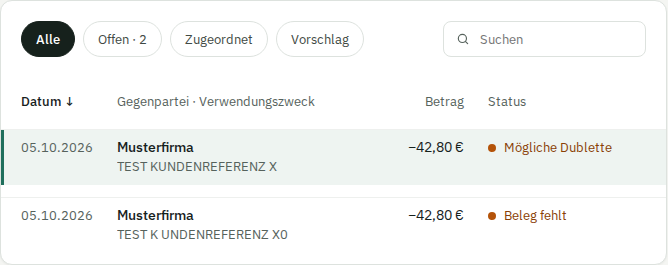 Alle Offen · 2 Zugeordnet Vorschlag Suchen
Datum ↓ Gegenpartei · Verwendungszweck Betrag Status
05.10.2026 Musterfirma −42,80 € Mögliche Dublette
TEST KUNDENREFERENZ X
05.10.2026 Musterfirma −42,80 € Beleg fehlt
TEST K UNDENREFERENZ X0